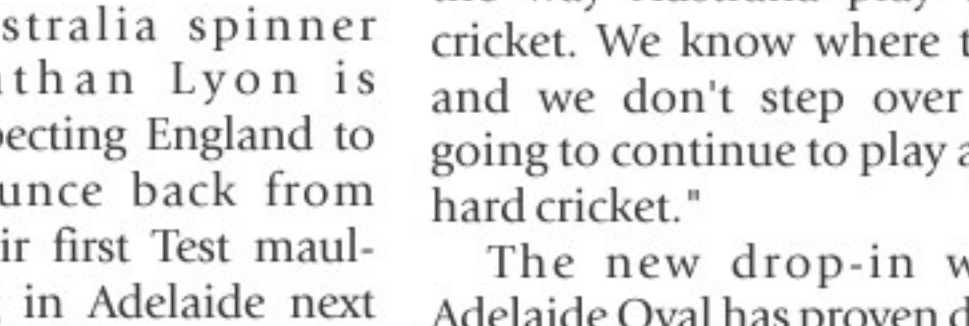 stralia spinner
than Lyon is
pecting England to
unce back from
ir first Test maul-
in Adelaide next
cricket. We know where t
and we don't step over
going to continue to play a
hard cricket."
The new drop-in w
Adelaide Oval has proven d